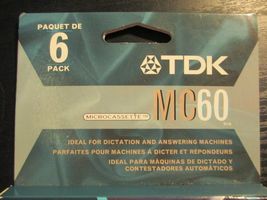 PAQUET DE
6
PACK
TDK
MICROCASSETTE™
MC60
IDEAL FOR DICTATION AND ANSWERING MACHINES
PARFAITES POUR MACHINES À DICTER ET RÉPONDEURS
IDEAL PARA MÁQUINAS DE DICTADO Y
CONTESTADORES AUTOMÁTICOS